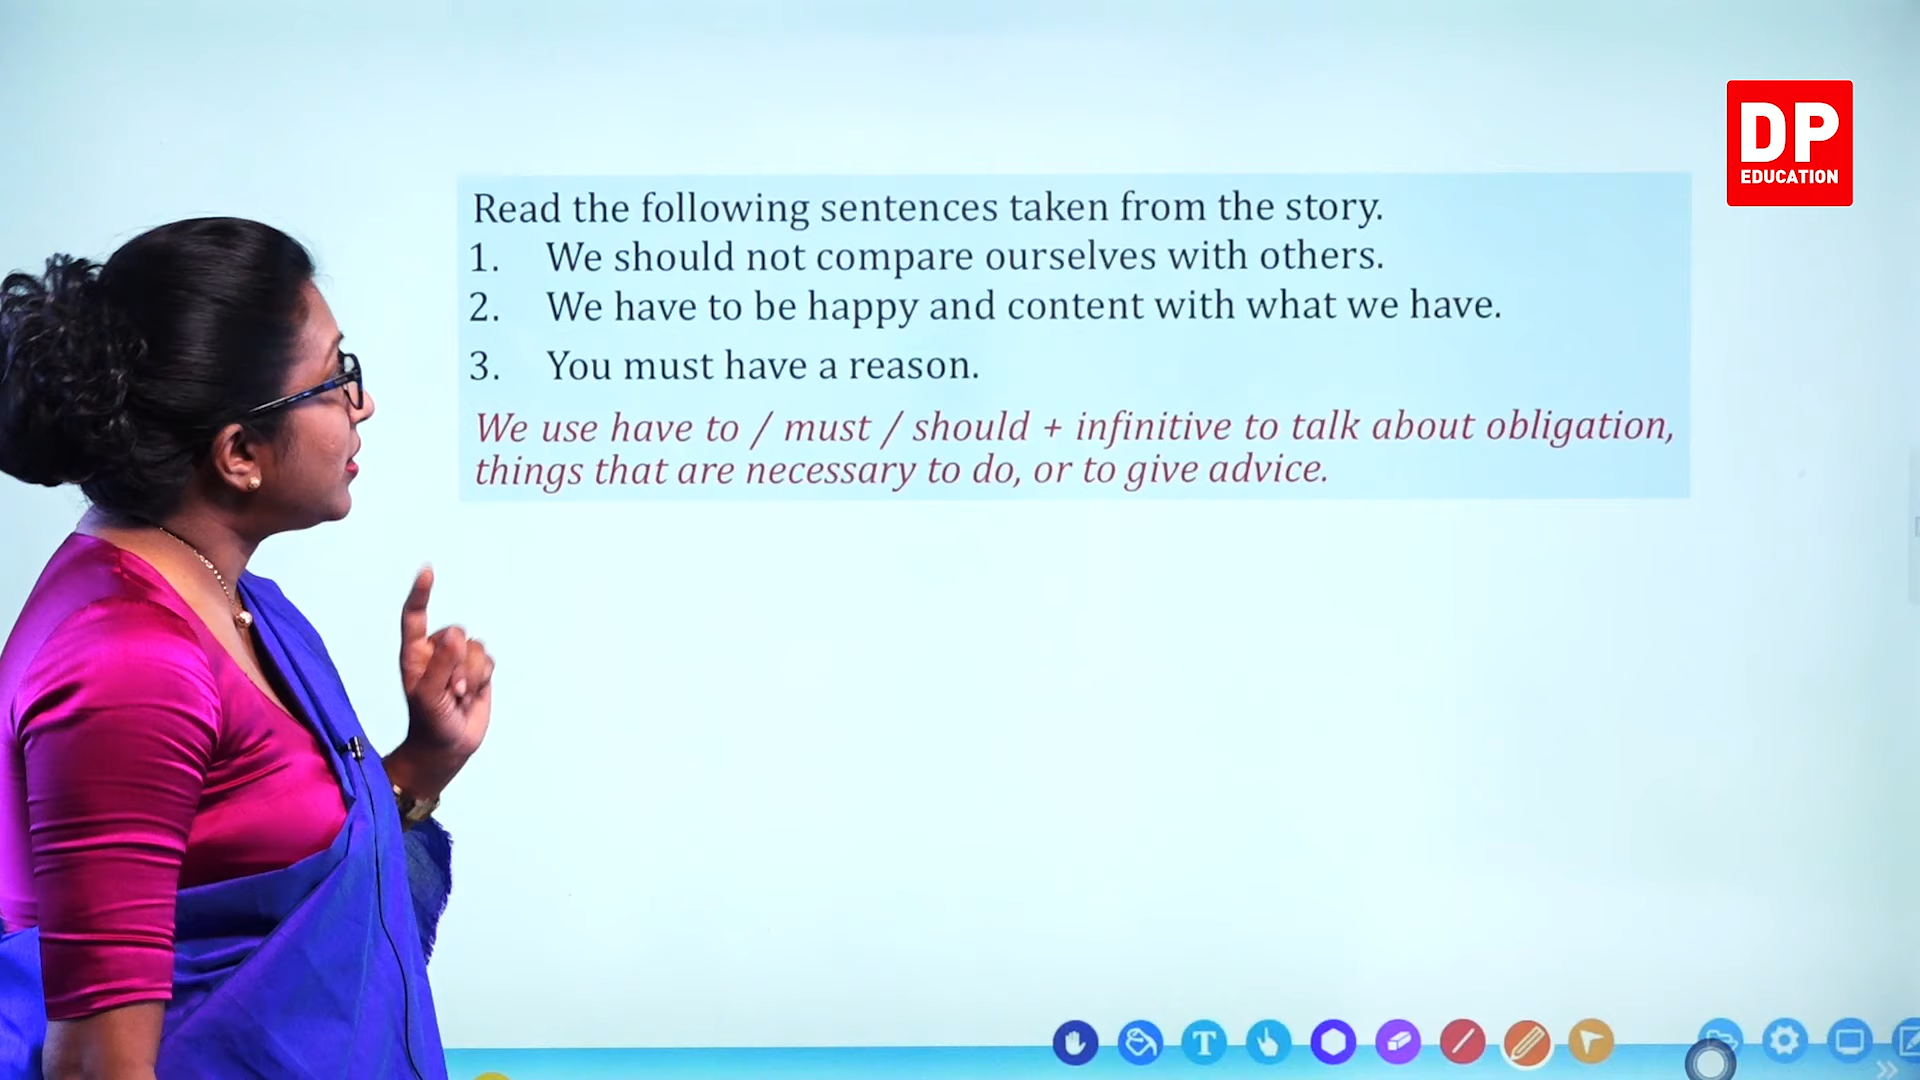 DP
EDUCATION
Read the following sentences taken from the story.
1. We should not compare ourselves with others.
2. We have to be happy and content with what we have.
3. You must have a reason.
We use have to / must / should + infinitive to talk about obligation,
things that are necessary to do, or to give advice.
T